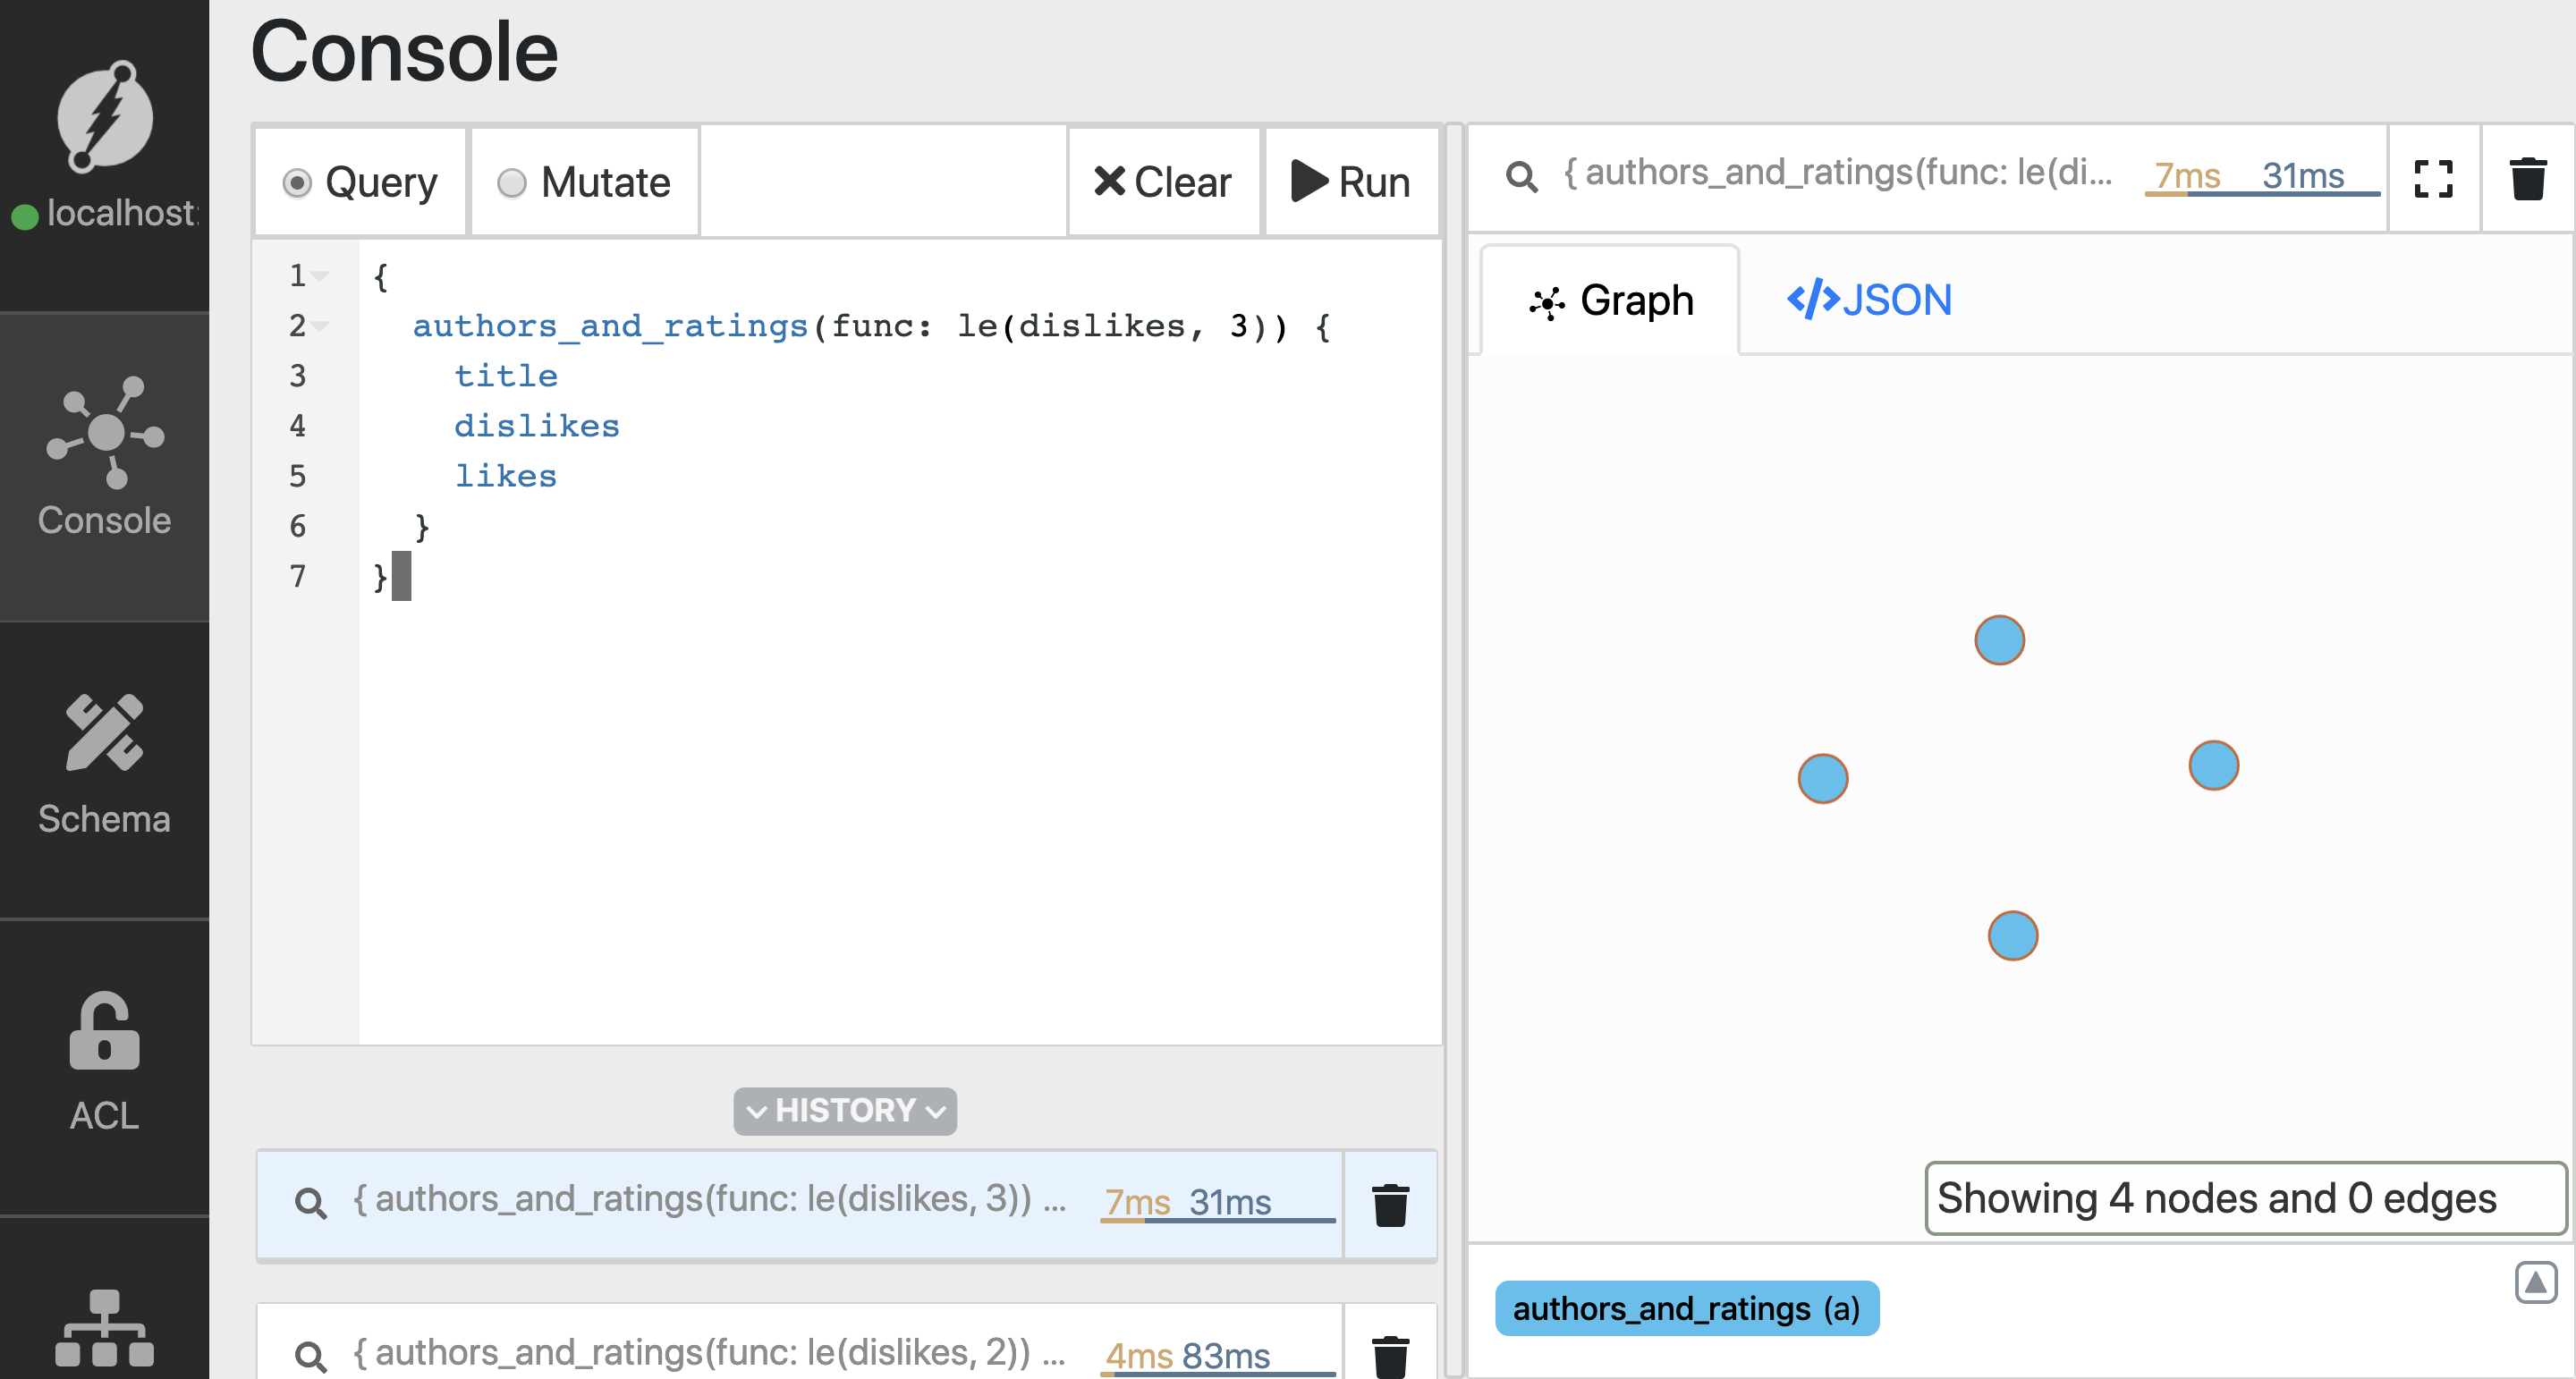 Console
localhost:
Console
Schema
ACL
Query
Mutate
Clear
Run
1 {
2 authors_and_ratings(func: le(dislikes, 3)) {
3 title
4 dislikes
5 likes
6 }
7 }
HISTORY
{ authors_and_ratings(func: le(dislikes, 3)) ... 7ms 31ms
{ authors_and_ratings(func: le(dislikes, 2)) ... 4ms 83ms
{ authors_and_ratings(func: le(di... 7ms 31ms
Graph
</>JSON
Showing 4 nodes and 0 edges
authors_and_ratings (a)